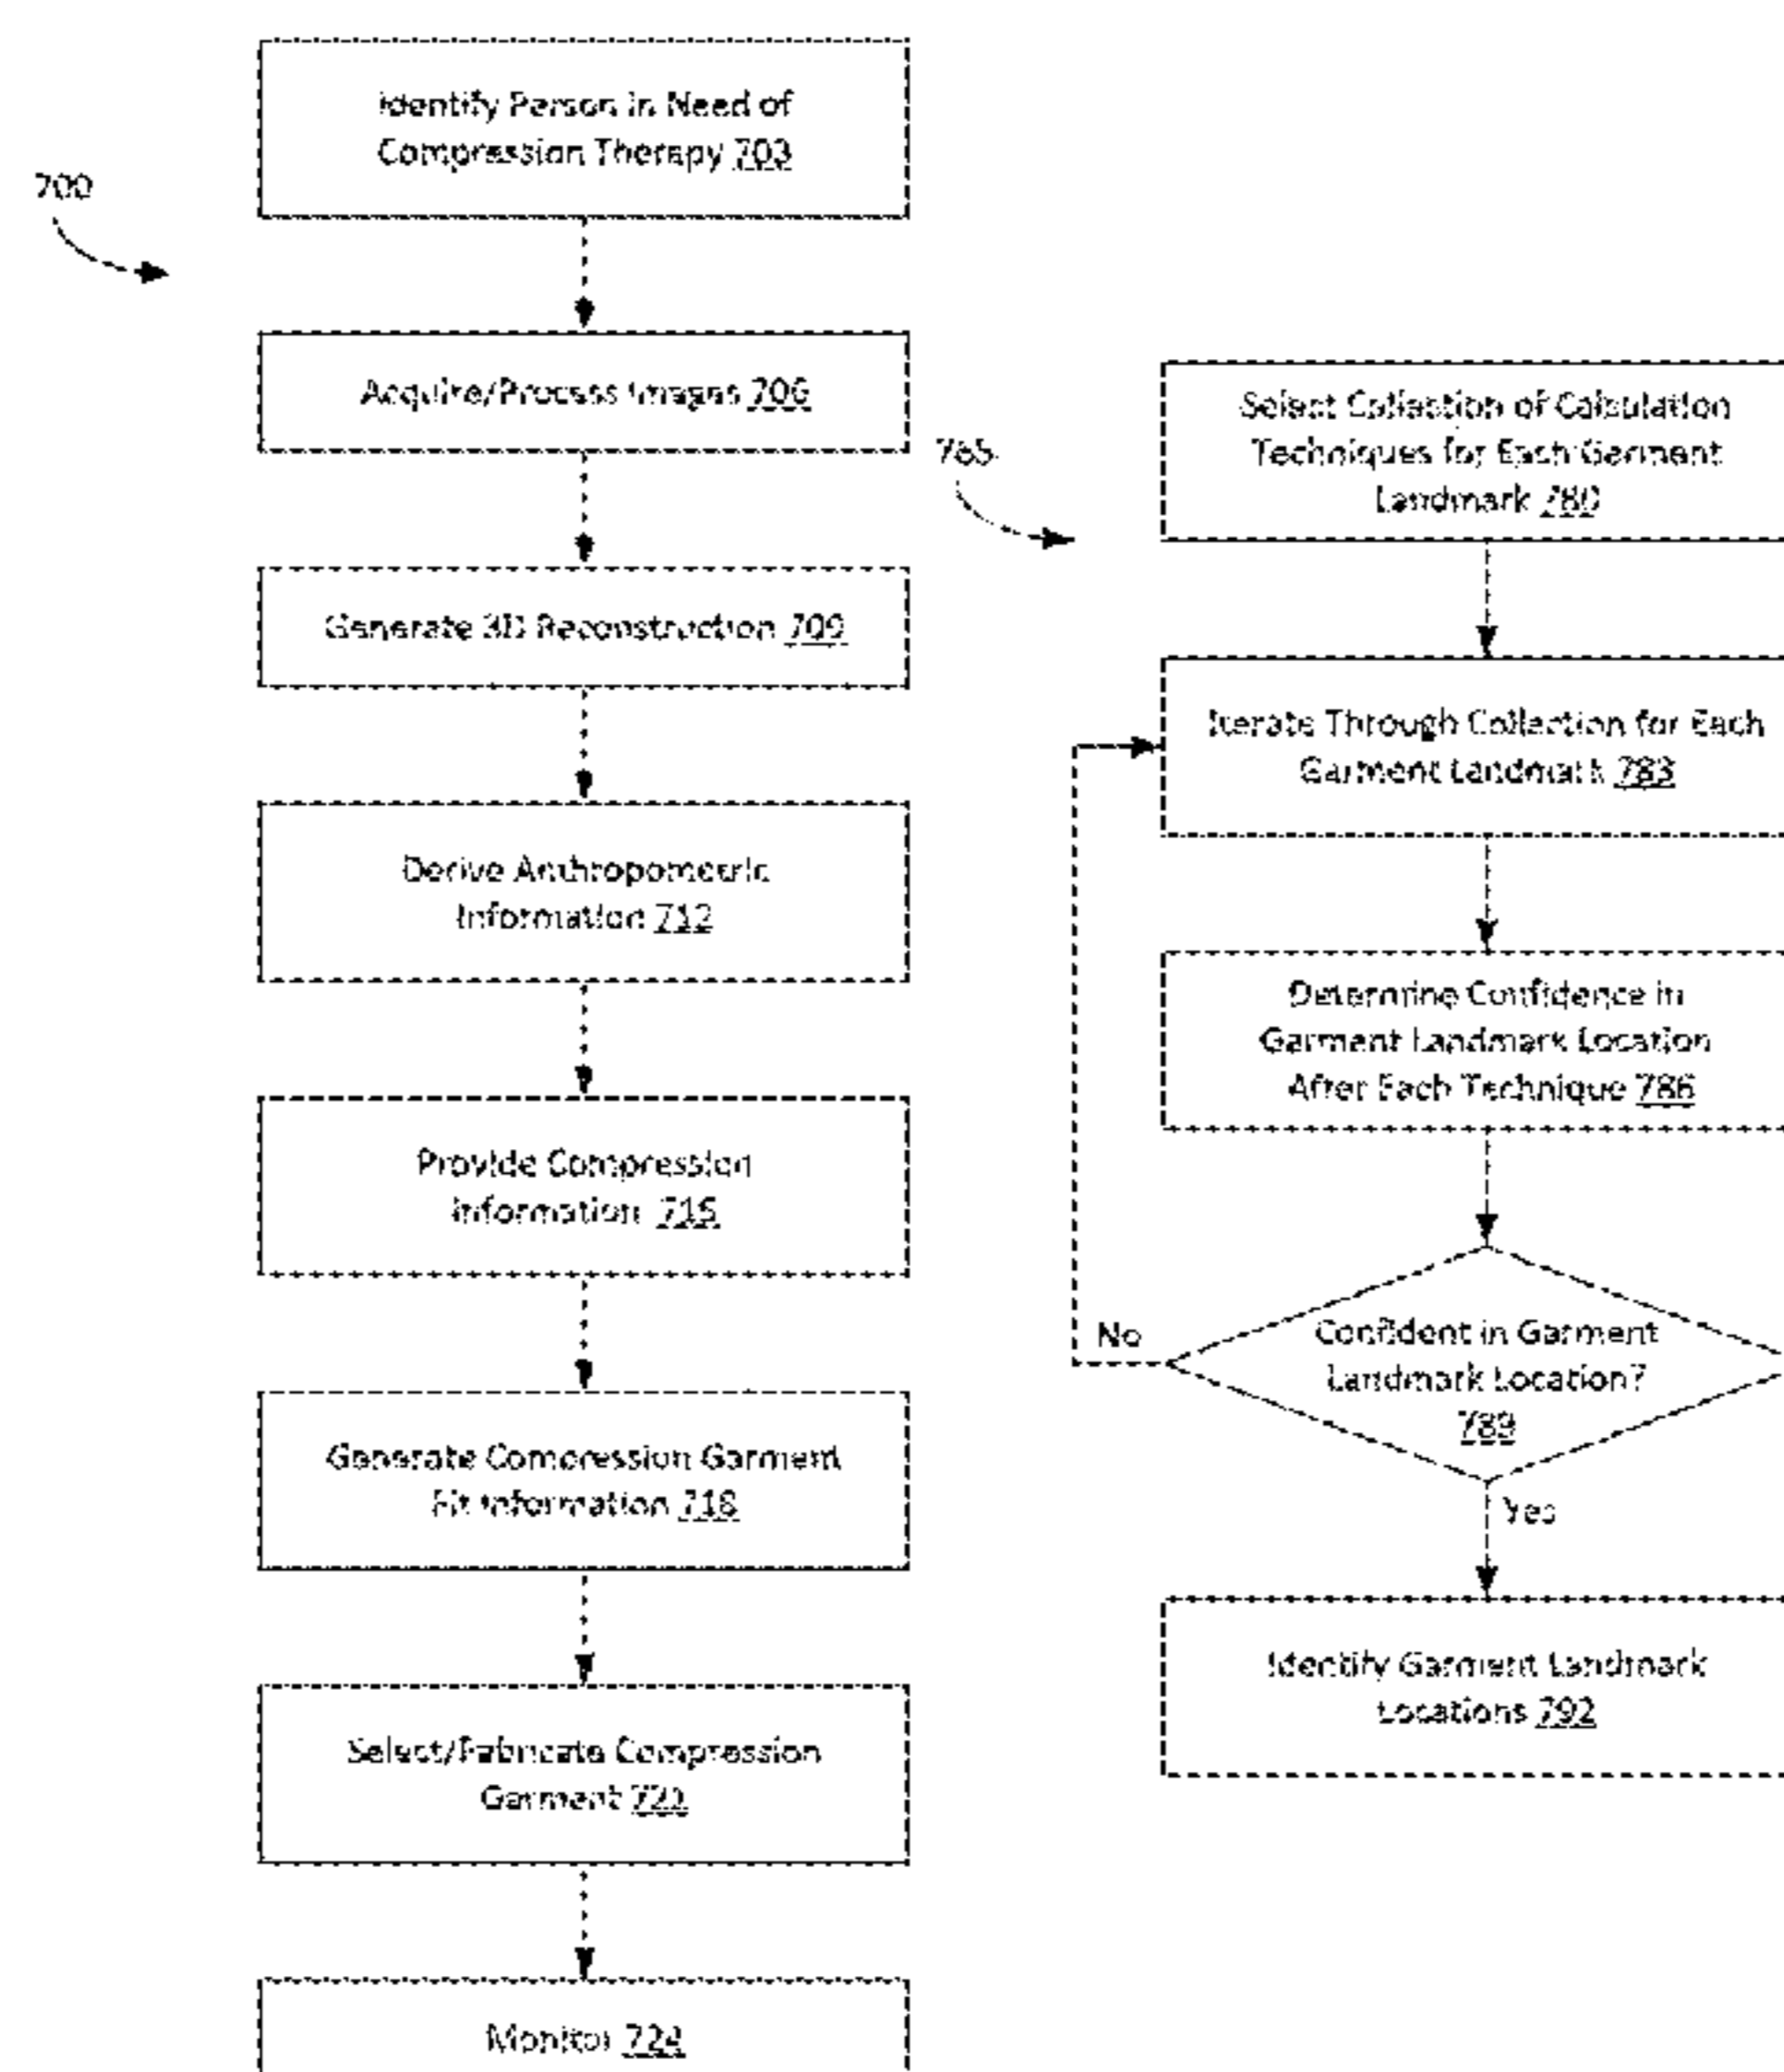 700
Identify Person in Need of
Compression Therapy 703
Acquire/Process Images 706
Generate 3D Reconstruction 709
Derive Anthropometric
Information 712
Provide Compression
Information 715
Generate Compression Garment
Fit Information 718
Select/Fabricate Compression
Garment 721
Monitor 724
765
Select Collection of Calculation
Techniques for Each Garment
Landmark 780
Iterate Through Collection for Each
Garment Landmark 783
Determine Confidence in
Garment Landmark Location
After Each Technique 786
No
Confident in Garment
Landmark Location?
789
Yes
Identify Garment Landmark
Locations 792